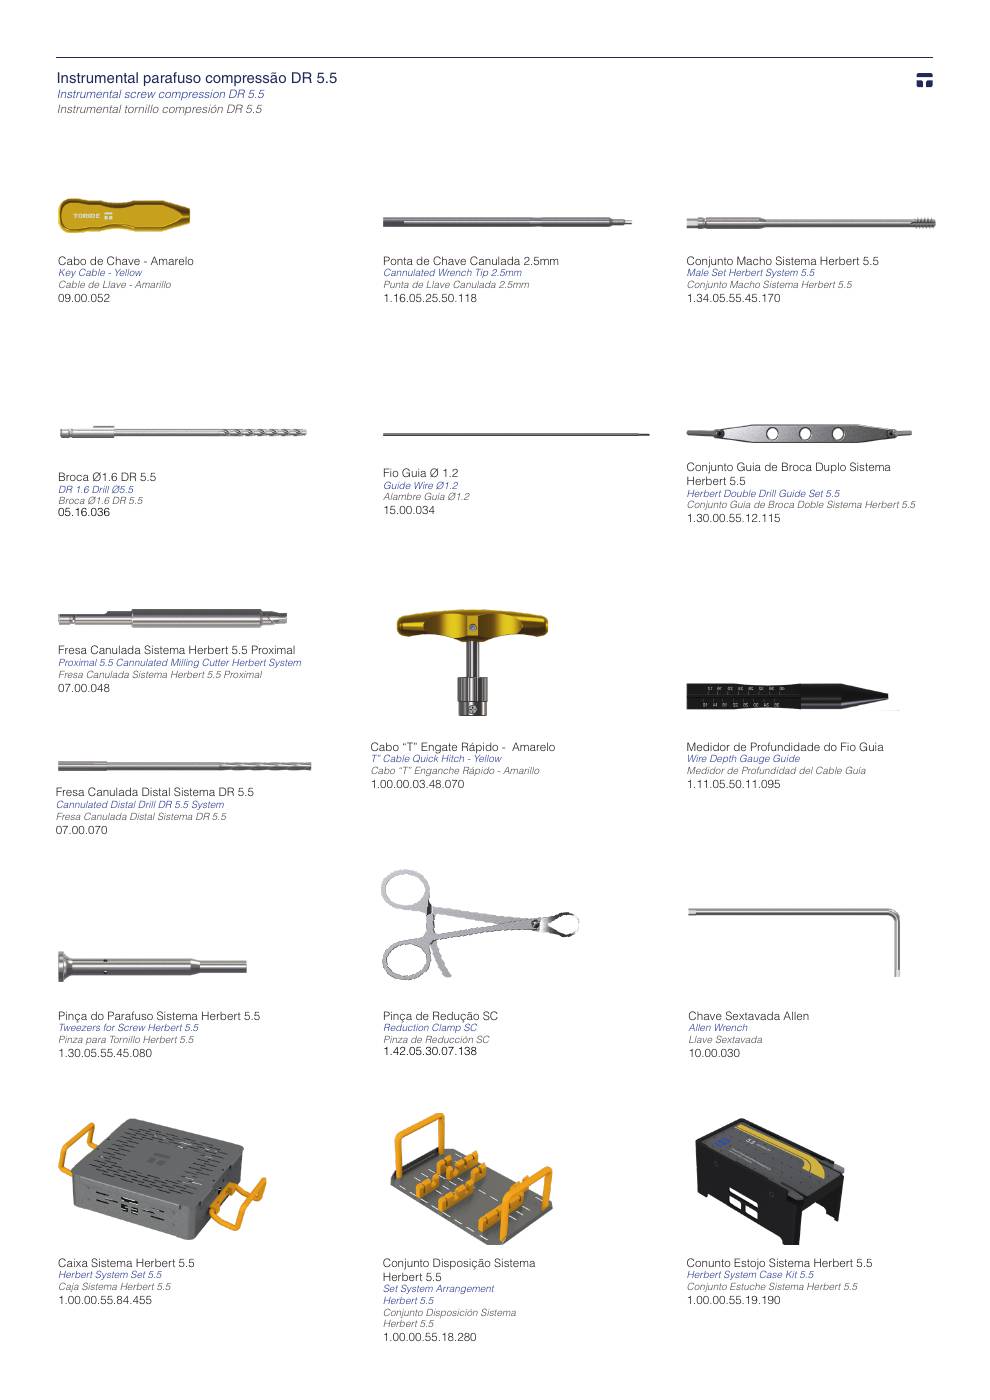 Instrumental parafuso compressão DR 5.5
Instrumental screw compression DR 5.5
Instrumental tornillo compresión DR 5.5
TORIDE
Cabo de Chave - Amarelo
Key Cable - Yellow
Cable de Llave - Amarillo
09.00.052
Ponta de Chave Canulada 2.5mm
Cannulated Wrench Tip 2.5mm
Punta de Llave Canulada 2.5mm
1.16.05.25.50.118
Conjunto Macho Sistema Herbert 5.5
Male Set Herbert System 5.5
Conjunto Macho Sistema Herbert 5.5
1.34.05.55.45.170
Broca Ø1.6 DR 5.5
DR 1.6 Drill Ø5.5
Broca Ø1.6 DR 5.5
05.16.036
Fio Guia Ø 1.2
Guide Wire Ø1.2
Alambre Guia Ø1.2
15.00.034
Conjunto Guia de Broca Duplo Sistema
Herbert 5.5
Herbert Double Drill Guide Set 5.5
Conjunto Guia de Broca Doble Sistema Herbert 5.5
1.30.00.55.12.115
Fresa Canulada Sistema Herbert 5.5 Proximal
Proximal 5.5 Cannulated Milling Cutter Herbert System
Fresa Canulada Sistema Herbert 5.5 Proximal
07.00.048
Cabo “T” Engate Rápido - Amarelo
T” Cable Quick Hitch - Yellow
Cabo “T” Enganche Rápido - Amarillo
1.00.00.03.48.070
Medidor de Profundidade do Fio Guia
Wire Depth Gauge Guide
Medidor de Profundidad del Cable Guia
1.11.05.50.11.095
Fresa Canulada Distal Sistema DR 5.5
Cannulated Distal Drill DR 5.5 System
Fresa Canulada Distal Sistema DR 5.5
07.00.070
Pinça do Parafuso Sistema Herbert 5.5
Tweezers for Screw Herbert 5.5
Pinza para Tornillo Herbert 5.5
1.30.05.55.45.080
Pinça de Redução SC
Reduction Clamp SC
Pinza de Reducción SC
1.42.05.30.07.138
Chave Sextavada Allen
Allen Wrench
Llave Sextavada
10.00.030
Caixa Sistema Herbert 5.5
Herbert System Set 5.5
Caja Sistema Herbert 5.5
1.00.00.55.84.455
Conjunto Disposição Sistema
Herbert 5.5
Set System Arrangement
Herbert 5.5
Conjunto Disposición Sistema
Herbert 5.5
1.00.00.55.18.280
Conunto Estojo Sistema Herbert 5.5
Herbert System Case Kit 5.5
Conjunto Estuche Sistema Herbert 5.5
1.00.00.55.19.190